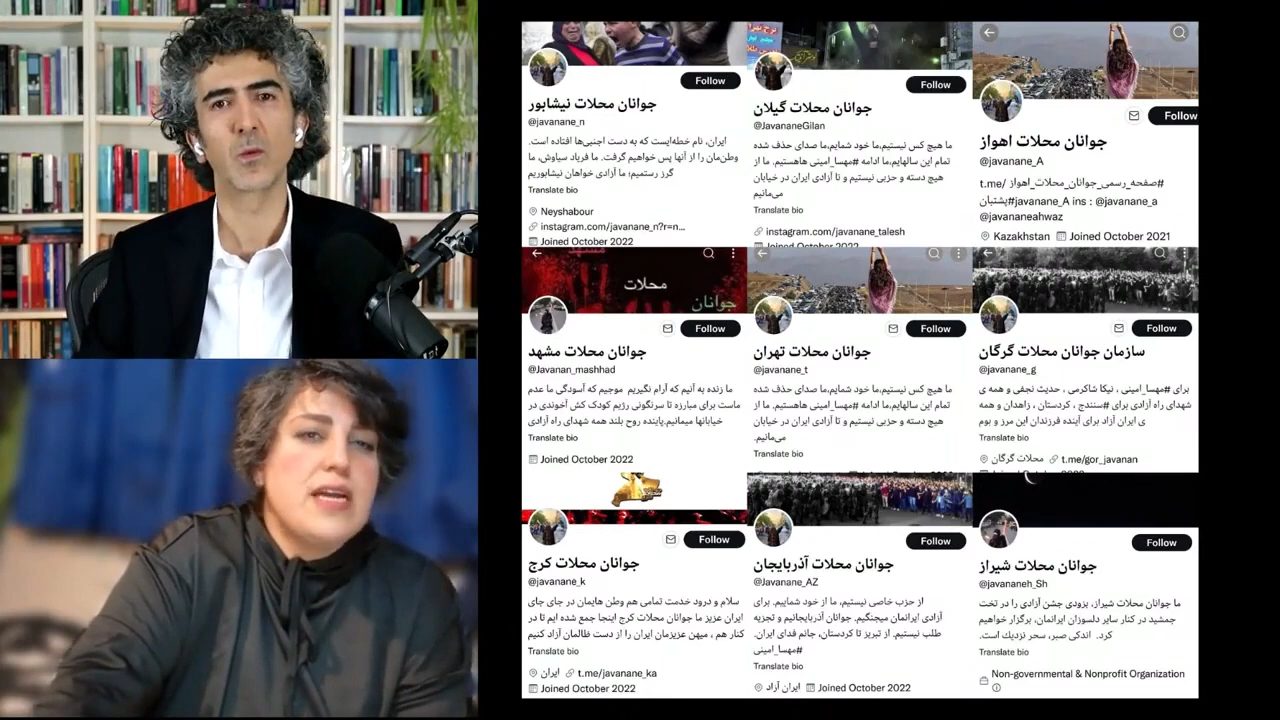 Follow
جوانان محلات نیشابور
@javanane_n
ایران، نام خطه‌ایست که به دست اجنبی‌ها افتاده است.
وطن‌مان را از آنها پس خواهیم گرفت. ما فریاد سیاوش، ما
گرز رستمیم؛ ما آزادی خواهان نیشابوریم
Translate bio
Neyshabour
instagram.com/javanane_n?r=n...
Joined October 2022
Follow
جوانان محلات گیلان
@JavananeGilan
ما هیچ کس نیستیم،ما خود شمایم،ما صدای حذف شده
تمام این سالهایم،ما ادامه #مهسا_امینی هاهستیم. ما از
هیچ دسته و حزبی نیستیم و تا آزادی ایران در خیابان
می‌مانیم
Translate bio
instagram.com/javanane_talesh
Joined October 2022
Follow
جوانان محلات اهواز
@javanane_A
#صفحه_رسمی_جوانان_محلات_اهواز t.me/
javanane_A ins : @javanane_a#پشتبان
@javananeahwaz
Kazakhstan Joined October 2021
محلات
جوانان
Follow
جوانان محلات مشهد
@Javanan_mashhad
ما زنده به آنیم که آرام نگیریم موجیم که آسودگی ما عدم
ماست برای مبارزه تا سرنگونی رژیم کودک کش آخوندی در
خیابانها میمانیم.پاینده روح بلند همه شهدای راه آزادی
Translate bio
Joined October 2022
Follow
جوانان محلات تهران
@javanane_t
ما هیچ کس نیستیم،ما خود شمایم،ما صدای حذف شده
تمام این سالهایم،ما ادامه #مهسا_امینی هاهستیم. ما از
هیچ دسته و حزبی نیستیم و تا آزادی ایران در خیابان
می‌مانیم.
Translate bio
Follow
سازمان جوانان محلات گرگان
@javanane_g
برای #مهسا_امینی ، نیکا شاکرمی ، حدیث نجفی و همه ی
شهدای راه آزادی برای #سنندج ، کردستان ، زاهدان و همه
ی ایران آزاد برای آینده فرزندان این مرز و بوم
Translate bio
محلات گرگان t.me/gor_javanan
Follow
جوانان محلات کرج
@javanane_k
سلام و درود خدمت تمامی هم وطن هایمان در جای جای
ایران عزیز ما جوانان محلات کرج اینجا جمع شده ایم تا در
کنار هم ، میهن عزیزمان ایران را از دست ظالمان آزاد کنیم
Translate bio
ایران t.me/javanane_ka
Joined October 2022
Follow
جوانان محلات آذربایجان
@Javanane_AZ
از حزب خاصی نیستیم، ما از خود شماییم. برای
آزادی ایرانمان میجنگیم. جوانان آذربایجانیم و تجزیه
طلب نیستیم. از تبریز تا کردستان، جانم فدای ایران.
#مهسا_امینی
Translate bio
ایران آزاد Joined October 2022
Follow
جوانان محلات شیراز
@javananeh_Sh
ما جوانان محلات شیراز، بزودی جشن آزادی را در تخت
جمشید در کنار سایر دلسوزان ایرانمان، برگزار خواهیم
کرد. اندکی صبر، سحر نزدیك است.
Translate bio
Non-governmental & Nonprofit Organization